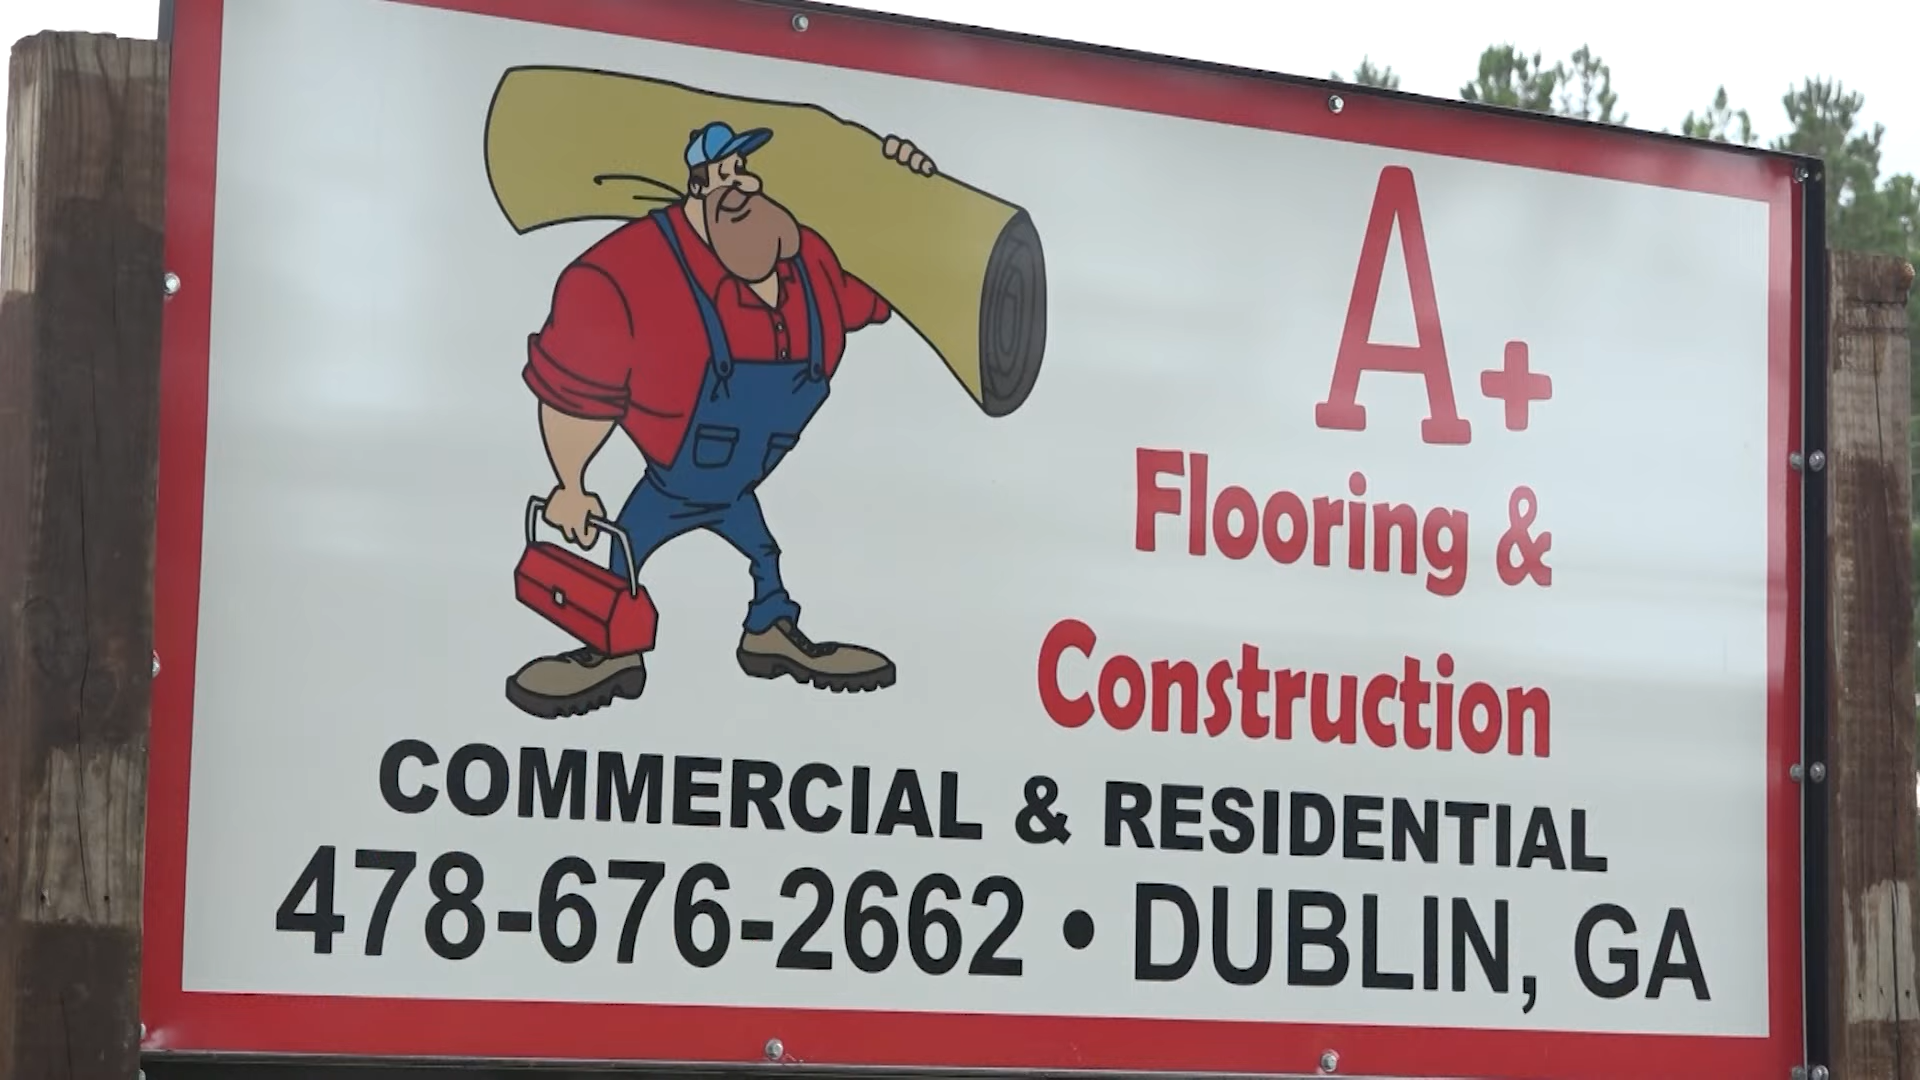 A+
Flooring &
Construction
COMMERCIAL & RESIDENTIAL
478-676-2662 • DUBLIN, GA